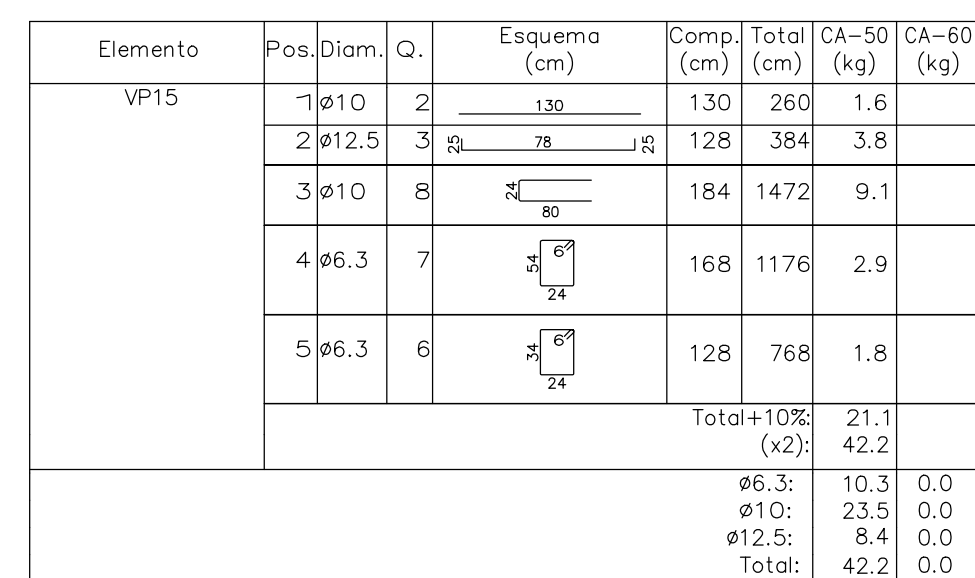 Elemento Pos. Diam. Q. Esquema (cm) Comp. (cm) Total (cm) CA-50 (kg) CA-60 (kg)
VP15 1 ø10 2 130 130 260 1.6
2 ø12.5 3 25 78 25 128 384 3.8
3 ø10 8 24 80 184 1472 9.1
4 ø6.3 7 54 6 24 168 1176 2.9
5 ø6.3 6 34 6 24 128 768 1.8
Total+10%: 21.1
(x2): 42.2
ø6.3: 10.3 0.0
ø10: 23.5 0.0
ø12.5: 8.4 0.0
Total: 42.2 0.0